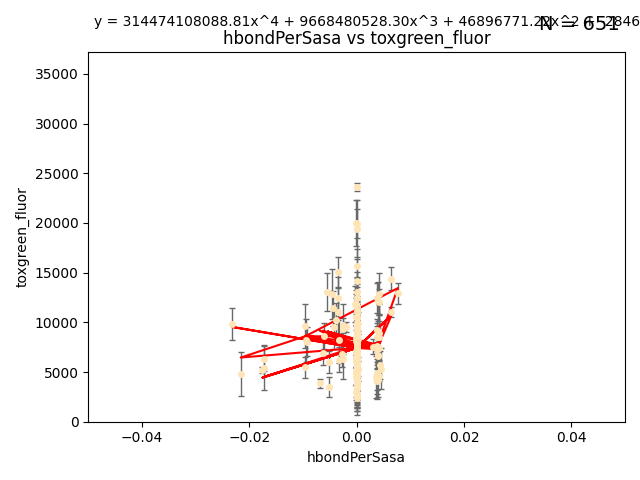 y = 314474108088.81x^4 + 9668480528.30x^3 + 46896771.22x^2 +
N = 651
hbondPerSasa vs toxgreen_fluor
35000
30000
25000
20000
15000
10000
5000
0
toxgreen_fluor
−0.04
−0.02
0.00
0.02
0.04
hbondPerSasa